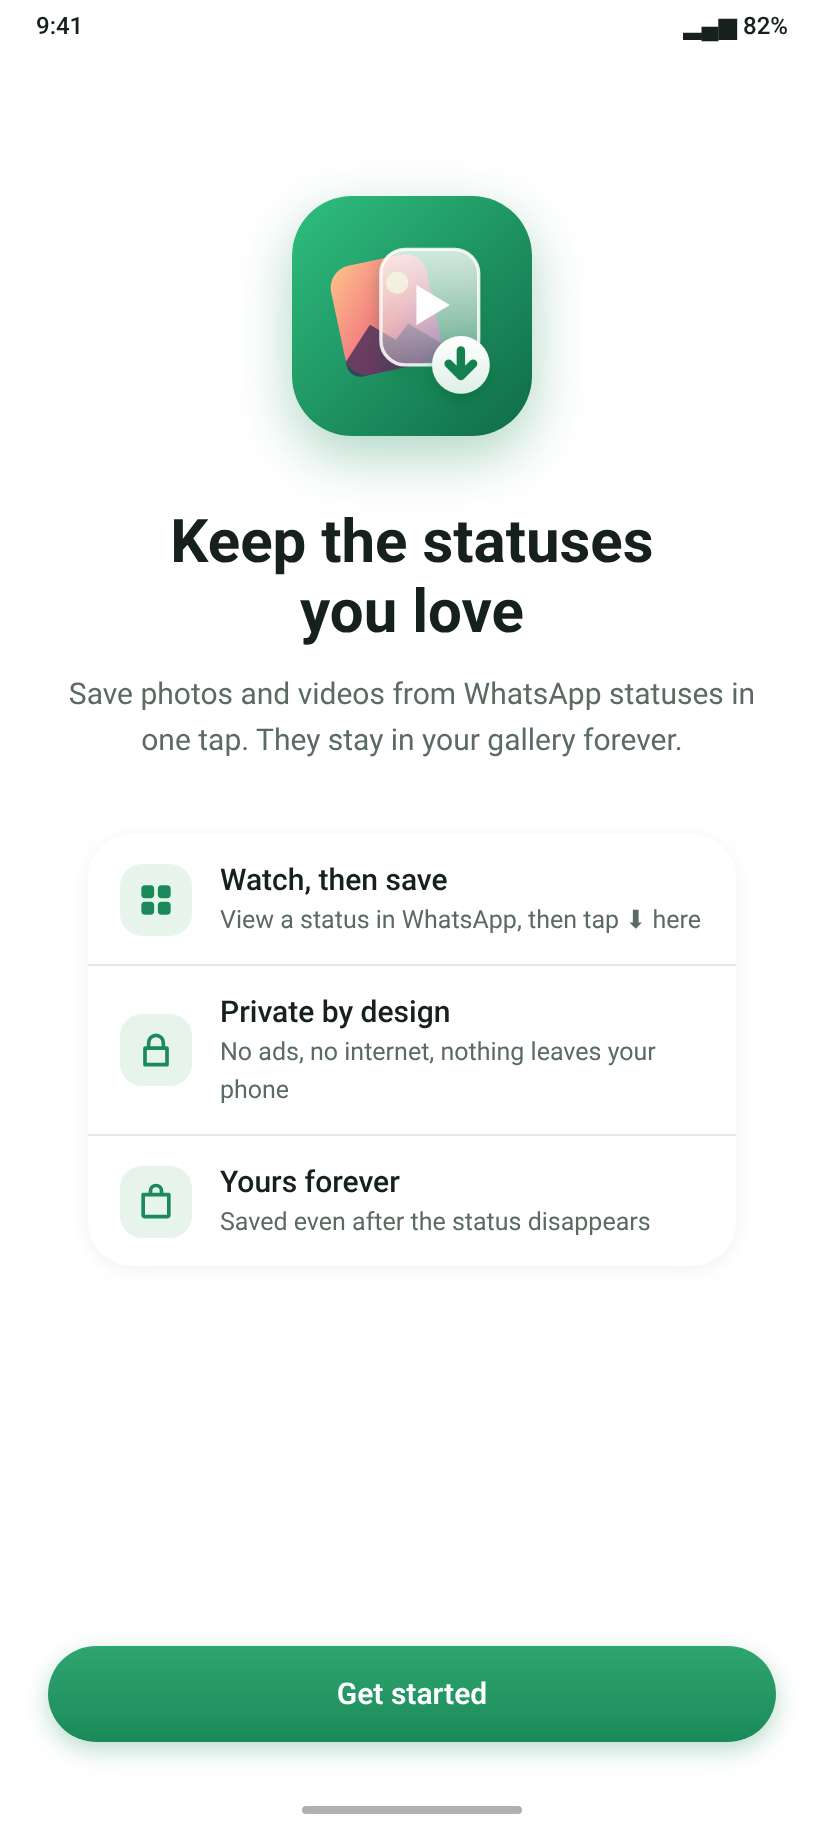 9:41
82%
Keep the statuses
you love
Save photos and videos from WhatsApp statuses in
one tap. They stay in your gallery forever.
Watch, then save
View a status in WhatsApp, then tap ⬇ here
Private by design
No ads, no internet, nothing leaves your
phone
Yours forever
Saved even after the status disappears
Get started